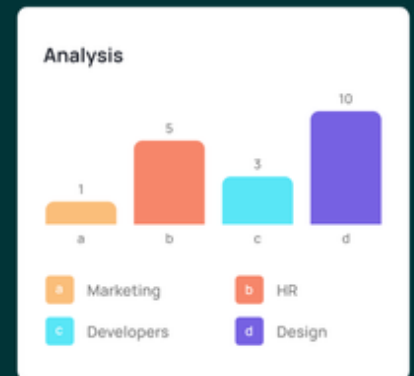 Analysis
10
5
3
1
a b c d
a Marketing b HR
c Developers d Design